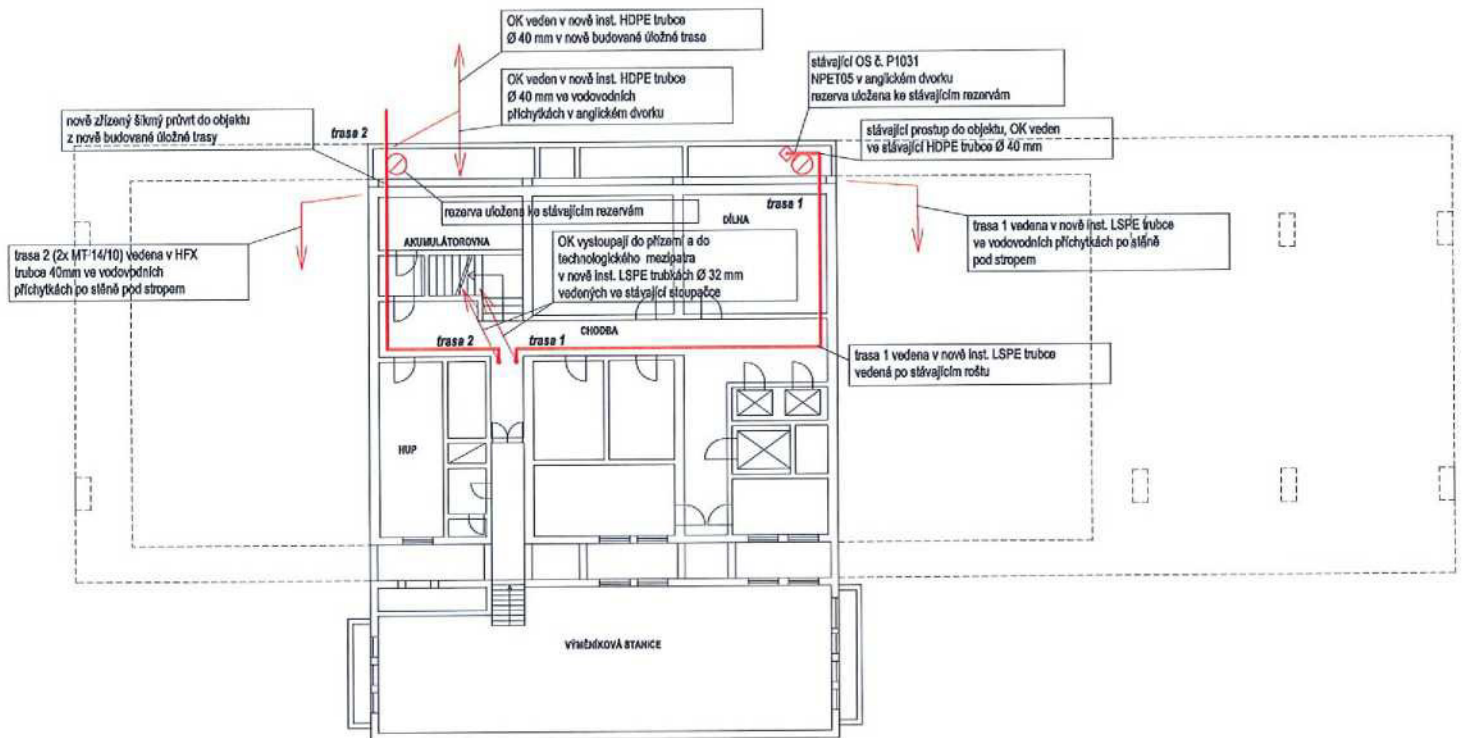 OK veden v nově inst. HDPE trubce
Ø 40 mm v nově budované úložné trase
OK veden v nově inst. HDPE trubce
Ø 40 mm ve vodovodních
příchytkách v anglickém dvorku
stávající OS č. P1031
NPET05 v anglickém dvorku
rezerva uložena ke stávajícím rezervám
nově zřízený šikmý průvrt do objektu
z nově budované úložné trasy
trasa 2
stávající prostup do objektu, OK veden
ve stávající HDPE trubce Ø 40 mm
rezerva uložena ke stávajícím rezervám
trasa 1
DÍLNA
trasa 1 vedena v nově inst. LSPE trubce
ve vodovodních příchytkách po stěně
pod stropem
trasa 2 (2x MT 14/10) vedena v HFX
trubce 40mm ve vodovodních
příchytkách po stěně pod stropem
AKUMULÁTOROVNA
OK vystoupají do přízemí a do
technologického mezipatra
v nově inst. LSPE trubkách Ø 32 mm
vedených ve stávající stoupačce
CHODBA
trasa 2
trasa 1
trasa 1 vedena v nově inst. LSPE trubce
vedená po stávajícím roštu
HUP
VÝMĚNÍKOVÁ STANICE